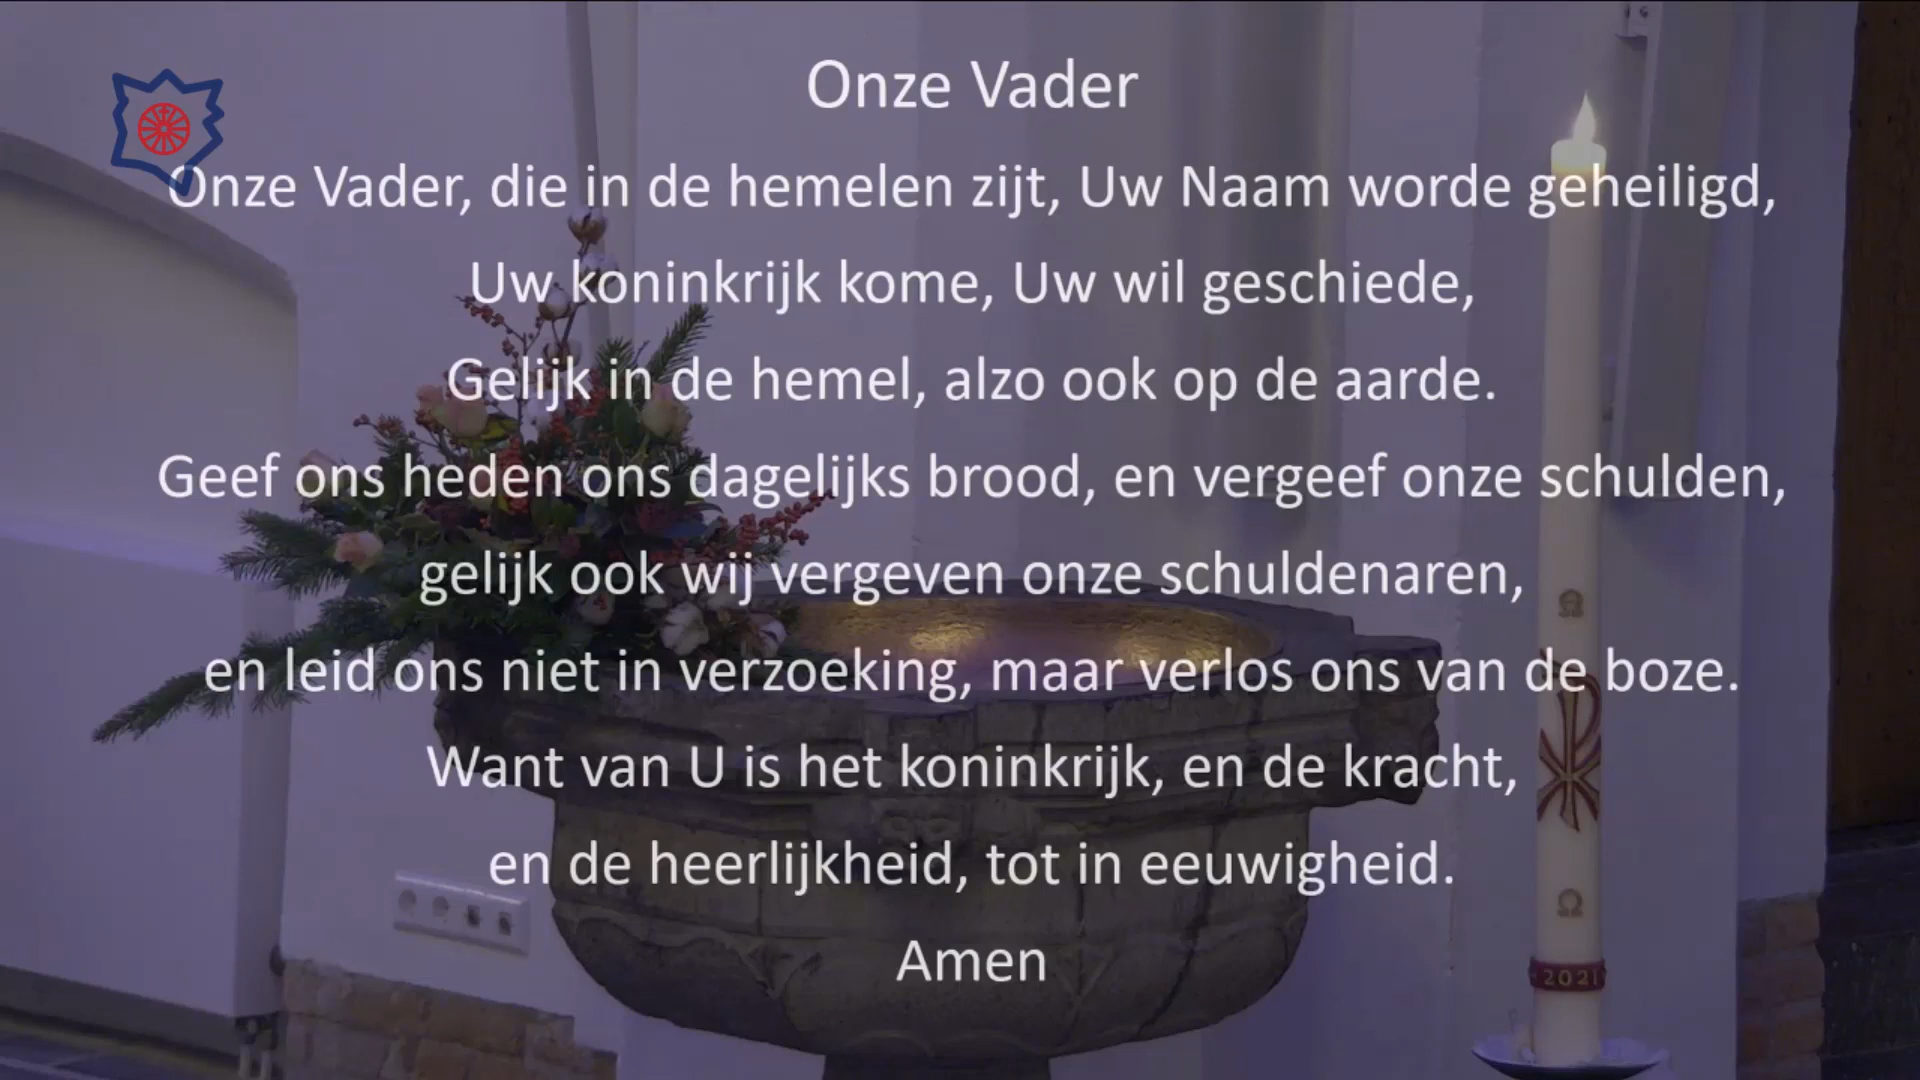 Onze Vader
Onze Vader, die in de hemelen zijt, Uw Naam worde geheiligd,
Uw koninkrijk kome, Uw wil geschiede,
Gelijk in de hemel, alzo ook op de aarde.
Geef ons heden ons dagelijks brood, en vergeef onze schulden,
gelijk ook wij vergeven onze schuldenaren,
en leid ons niet in verzoeking, maar verlos ons van de boze.
Want van U is het koninkrijk, en de kracht,
en de heerlijkheid, tot in eeuwigheid.
Amen
Ω
Ω
2021